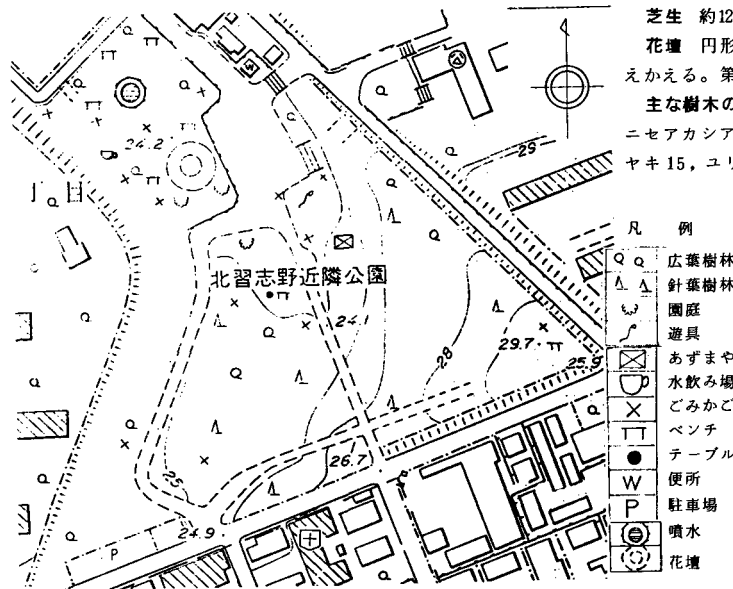 芝生 約12
花壇 円形
えかえる。第
主な樹木の
ニセアカシア
ヤキ15，ユリ
24.2
29
北習志野近隣公園
24.1
28
29.7
25.9
26.7
25
24.9
P
凡例
広葉樹林
針葉樹林
園庭
遊具
あずまや
水飲み場
ごみかご
ベンチ
テーブル
W 便所
P 駐車場
噴水
花壇